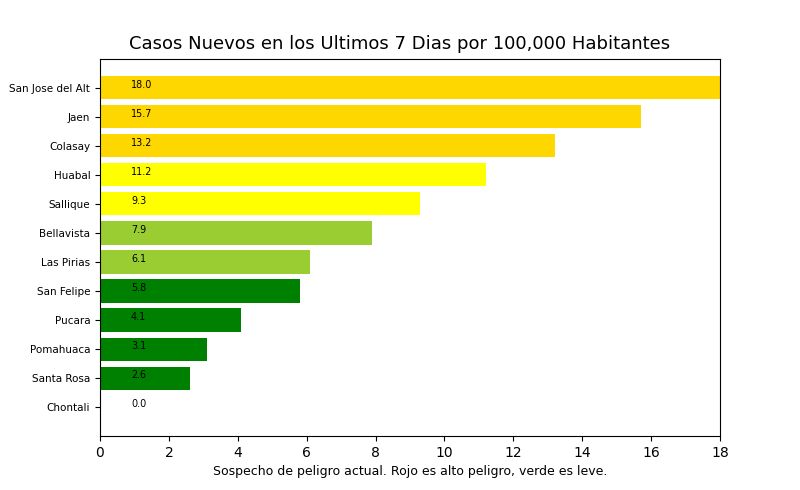 Casos Nuevos en los Ultimos 7 Dias por 100,000 Habitantes
San Jose del Alt 18.0
Jaen 15.7
Colasay 13.2
Huabal 11.2
Sallique 9.3
Bellavista 7.9
Las Pirias 6.1
San Felipe 5.8
Pucara 4.1
Pomahuaca 3.1
Santa Rosa 2.6
Chontali 0.0
0 2 4 6 8 10 12 14 16 18
Sospecho de peligro actual. Rojo es alto peligro, verde es leve.